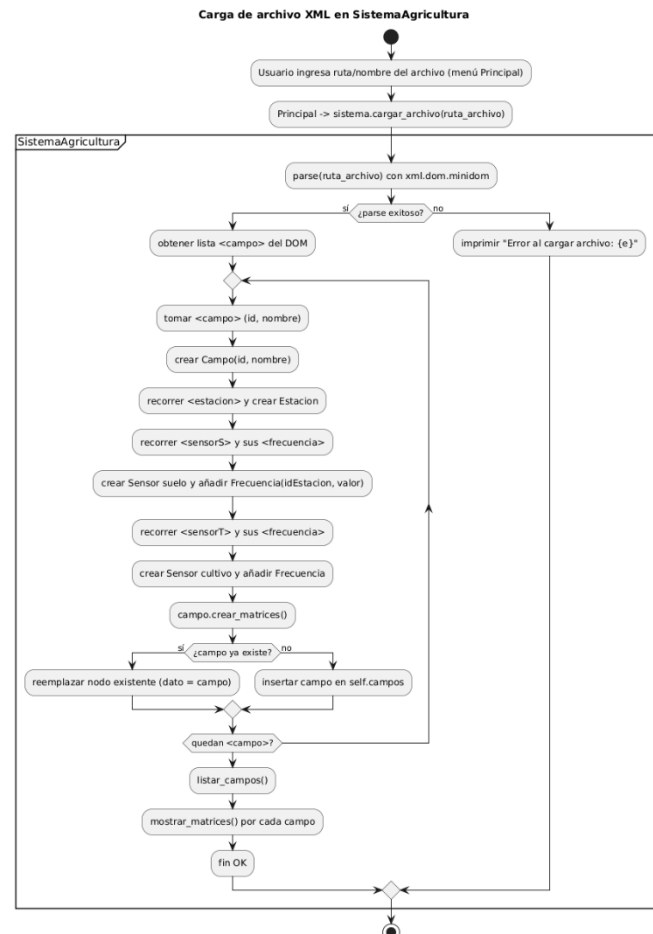 Carga de archivo XML en SistemaAgricultura
Usuario ingresa ruta/nombre del archivo (menú Principal)
Principal -> sistema.cargar_archivo(ruta_archivo)
SistemaAgricultura
parse(ruta_archivo) con xml.dom.minidom
sí
¿parse exitoso?
no
obtener lista <campo> del DOM
imprimir "Error al cargar archivo: {e}"
tomar <campo> (id, nombre)
crear Campo(id, nombre)
recorrer <estacion> y crear Estacion
recorrer <sensorS> y sus <frecuencia>
crear Sensor suelo y añadir Frecuencia(idEstacion, valor)
recorrer <sensorT> y sus <frecuencia>
crear Sensor cultivo y añadir Frecuencia
campo.crear_matrices()
sí
¿campo ya existe?
no
reemplazar nodo existente (dato = campo)
insertar campo en self.campos
quedan <campo>?
listar_campos()
mostrar_matrices() por cada campo
fin OK